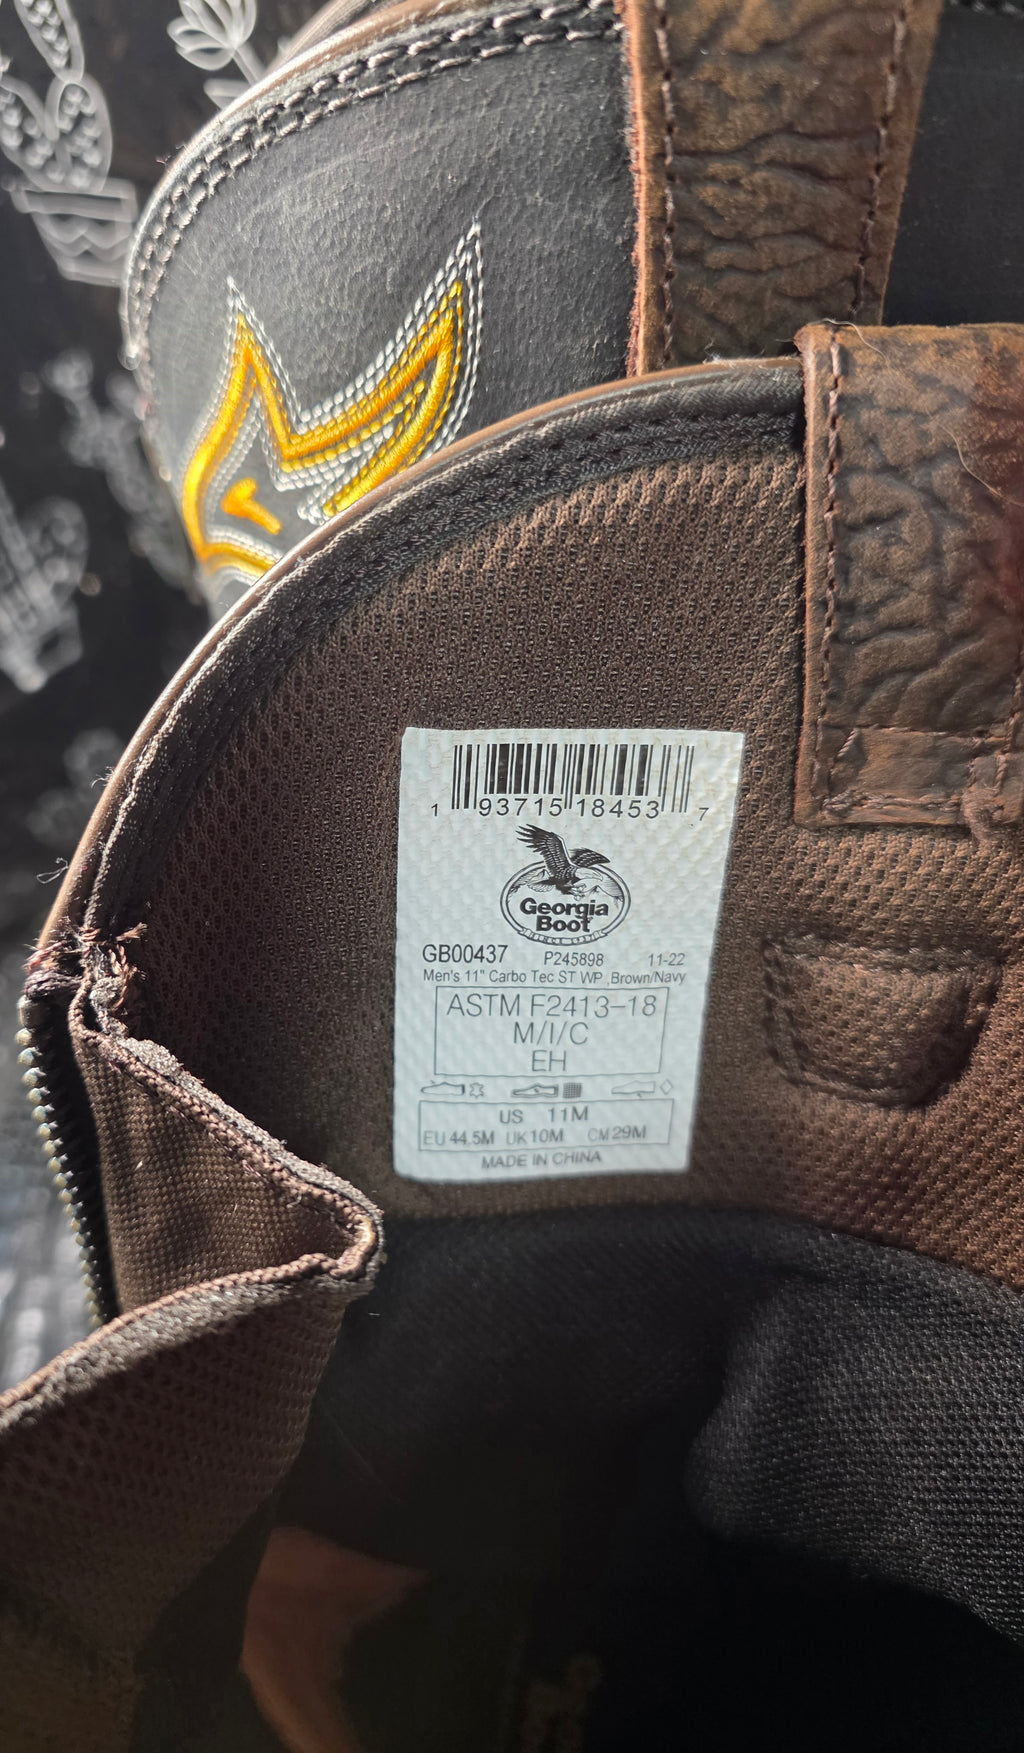 1 93715 18453 7
Georgia
Boot
GB00437 P245898 11-22
Men's 11" Carbo Tec ST WP ,Brown/Navy
ASTM F2413-18
M/I/C
EH
US 11M
EU 44.5M UK 10M CM 29M
MADE IN CHINA